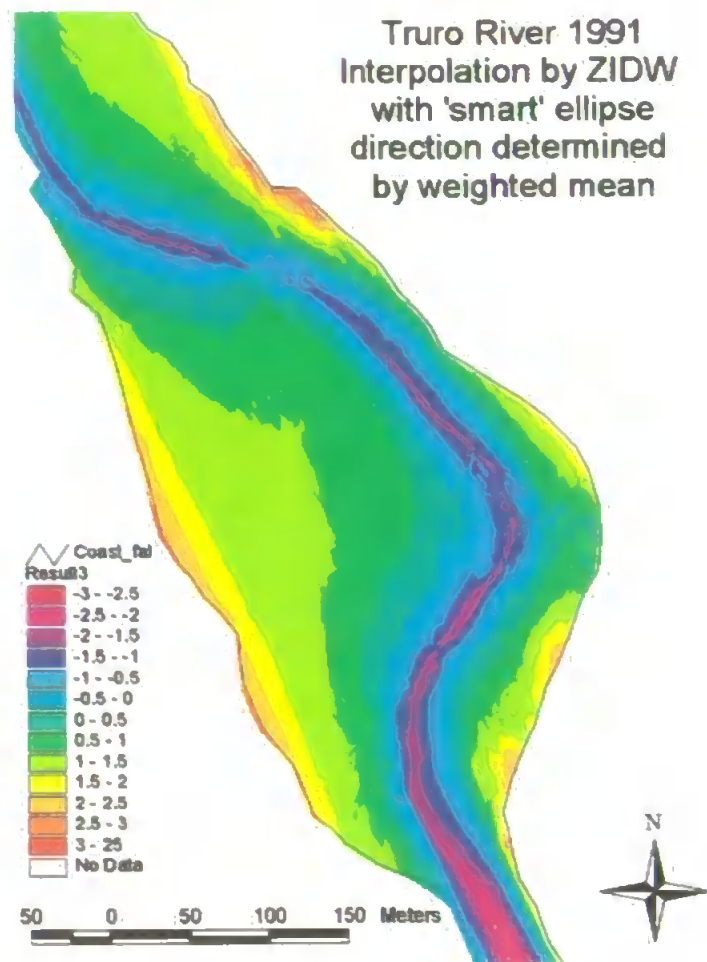 Truro River 1991
Interpolation by ZIDW
with 'smart' ellipse
direction determined
by weighted mean
Coast_fal
Result3
-3 - -2.5
-2.5 - -2
-2 - -1.5
-1.5 - -1
-1 - -0.5
-0.5 - 0
0 - 0.5
0.5 - 1
1 - 1.5
1.5 - 2
2 - 2.5
2.5 - 3
3 - 25
No Data
N
50 0 50 100 150 Meters